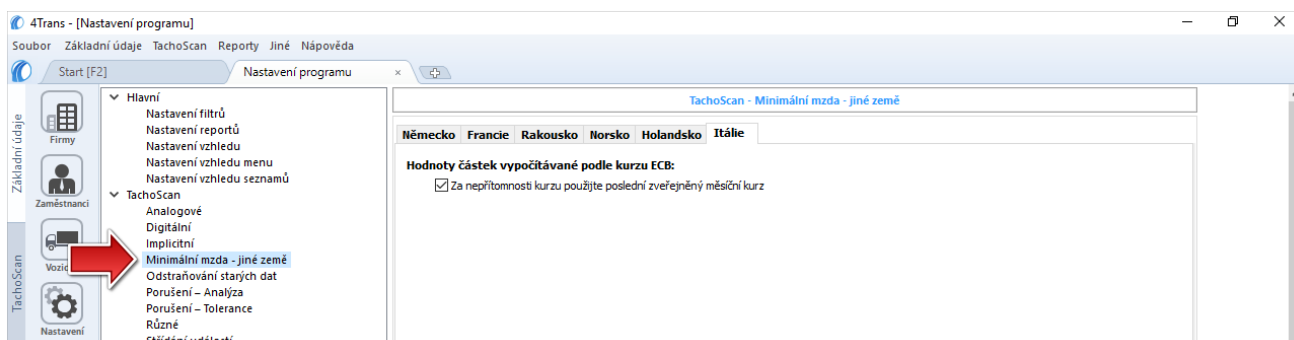 4Trans - [Nastavení programu]
Soubor Základní údaje TachoScan Reporty Jiné Nápověda
Start [F2] Nastavení programu
Základní údaje
TachoScan
Firmy
Zaměstnanci
Nastavení
Hlavní
Nastavení filtrů
Nastavení reportů
Nastavení vzhledu
Nastavení vzhledu menu
Nastavení vzhledu seznamů
TachoScan
Analogové
Digitální
Implicitní
Minimální mzda - jiné země
Odstraňování starých dat
Porušení – Analýza
Porušení – Tolerance
Různé
TachoScan - Minimální mzda - jiné země
Německo Francie Rakousko Norsko Holandsko Itálie
Hodnoty částek vypočítávané podle kurzu ECB:
Za nepřítomnosti kurzu použijte poslední zveřejněný měsíční kurz